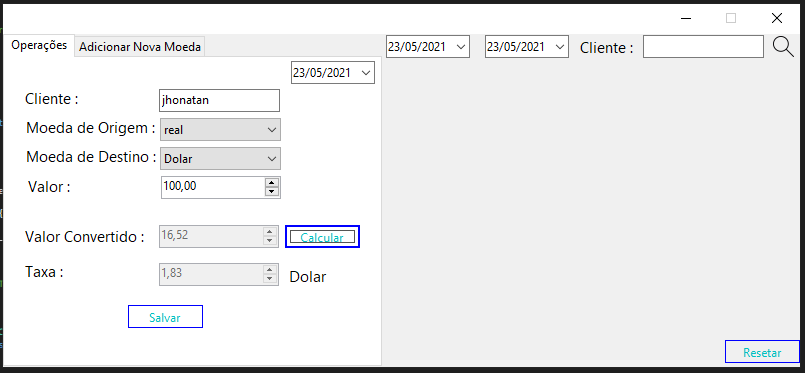 Operações
Adicionar Nova Moeda
23/05/2021
23/05/2021
Cliente :
23/05/2021
Cliente :
jhonatan
Moeda de Origem :
real
Moeda de Destino :
Dolar
Valor :
100,00
Valor Convertido :
16,52
Calcular
Taxa :
1,83
Dolar
Salvar
Resetar